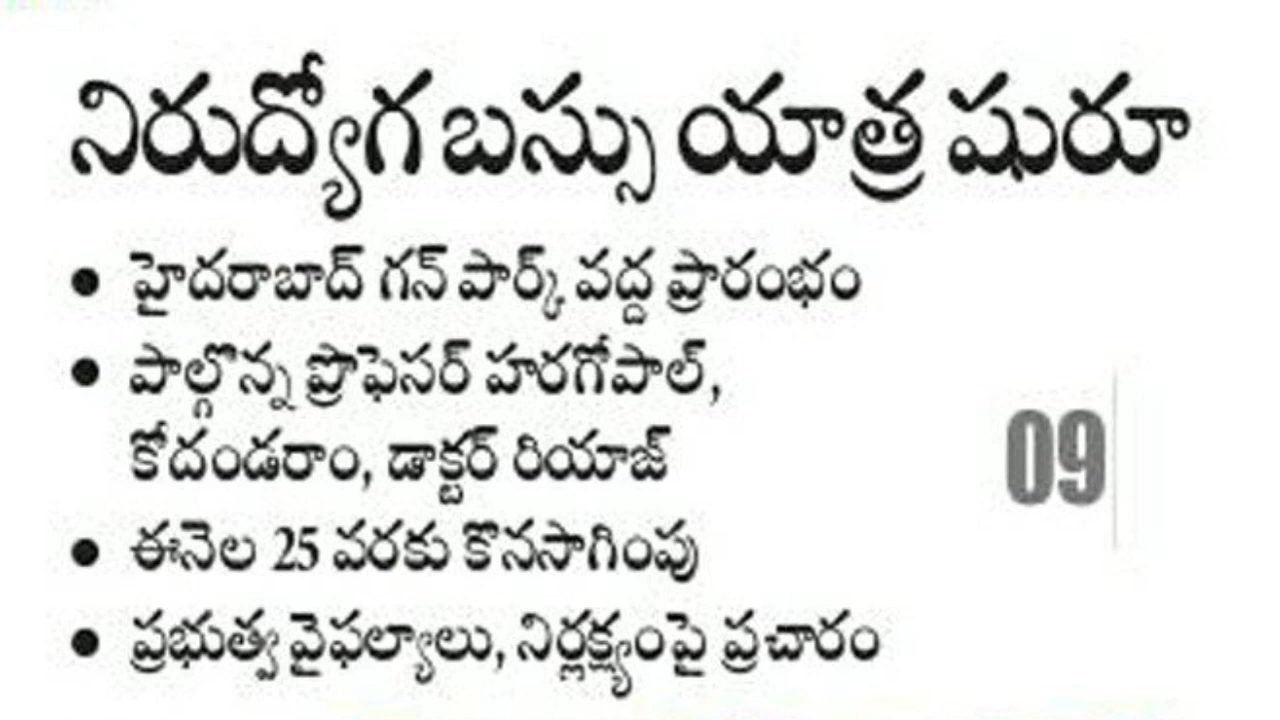 నిరుద్యోగ బస్సు యాత్ర షురూ
● హైదరాబాద్ గన్ పార్క్ వద్ద ప్రారంభం
● పాల్గొన్న ప్రొఫెసర్ హరగోపాల్,
కోదండరాం, డాక్టర్ రియాజ్
09
● ఈనెల 25 వరకు కొనసాగింపు
● ప్రభుత్వ వైఫల్యాలు, నిర్లక్ష్యంపై ప్రచారం